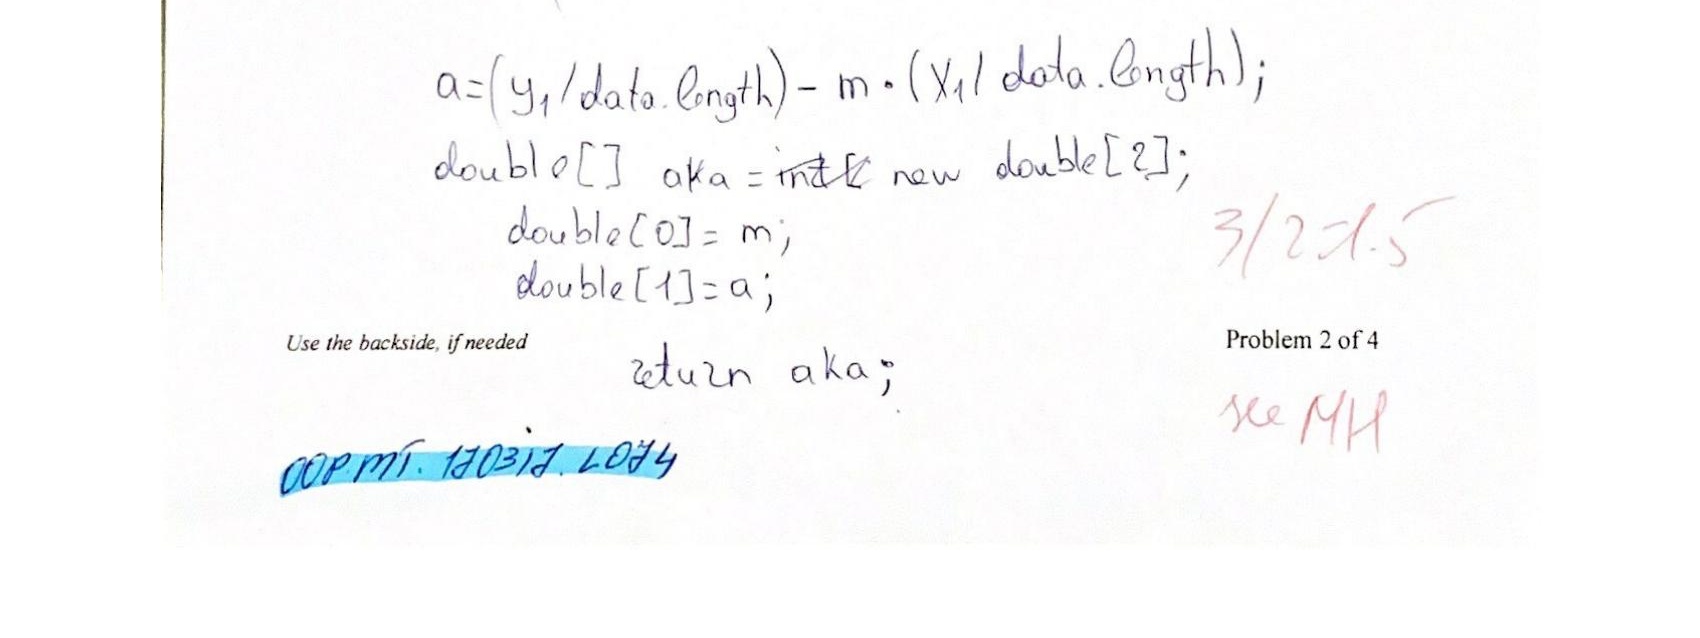 a=(y₁/data.length)- m·(x₁/ data.length);
double[] aka = new double[2];
double[0]= m;
double[1]=a;
3/2=1.5
Use the backside, if needed
Problem 2 of 4
return aka;
see MH
OOP.MT.170317.L074